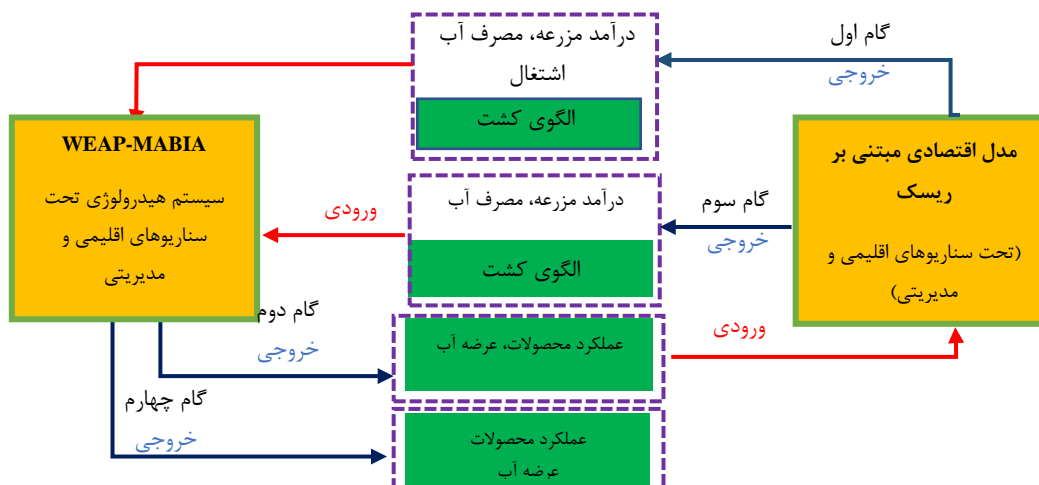 درآمد مزرعه، مصرف آب
اشتغال
الگوی کشت
گام اول
خروجی
مدل اقتصادی مبتنی بر
ریسک
(تحت سناریوهای اقلیمی و
مدیریتی)
WEAP-MABIA
سیستم هیدرولوژی تحت
سناریوهای اقلیمی و
مدیریتی
ورودی
درآمد مزرعه، مصرف آب
الگوی کشت
گام سوم
خروجی
گام دوم
خروجی
عملکرد محصولات، عرضه آب
ورودی
گام چهارم
خروجی
عملکرد محصولات
عرضه آب